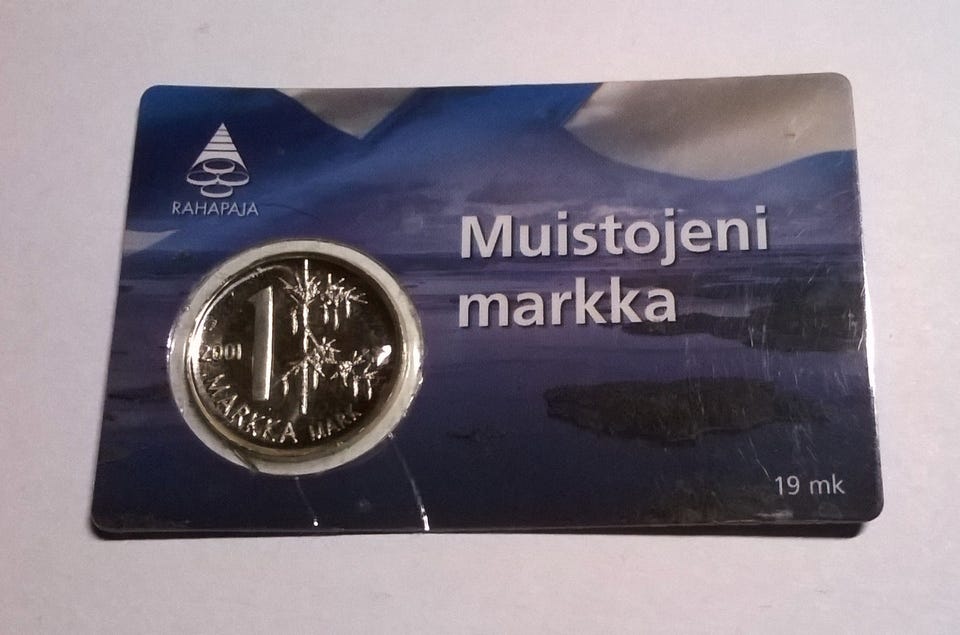 RAHAPAJA
Muistojeni
markka
1
2001
MARKKA MARK
19 mk